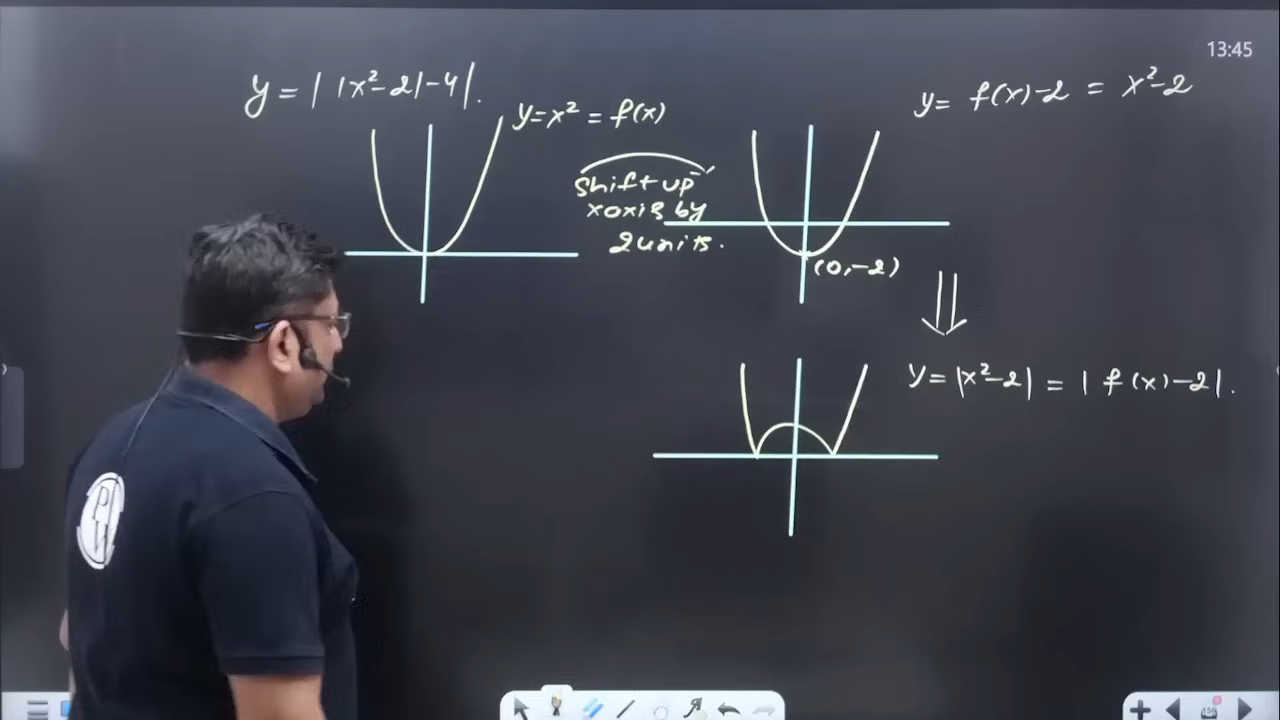 13:45
y = | |x²-2|-4|.
y=x² = f(x)
y= f(x)-2 = x²-2
shift up
xaxis by
2units.
(0,-2)
y= |x²-2| = | f(x)-2|.
PW